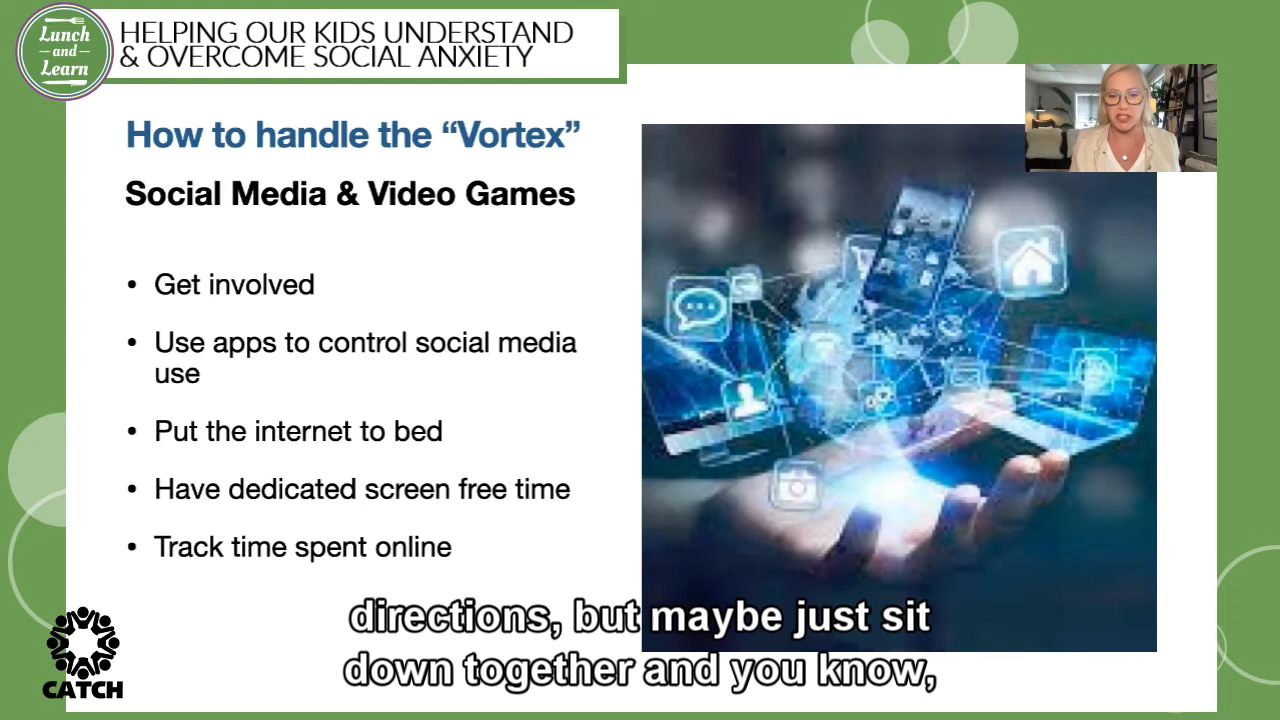 Lunch
and
Learn
HELPING OUR KIDS UNDERSTAND
& OVERCOME SOCIAL ANXIETY
How to handle the “Vortex”
Social Media & Video Games
• Get involved
• Use apps to control social media
use
• Put the internet to bed
• Have dedicated screen free time
• Track time spent online
directions, but maybe just sit
down together and you know,
CATCH